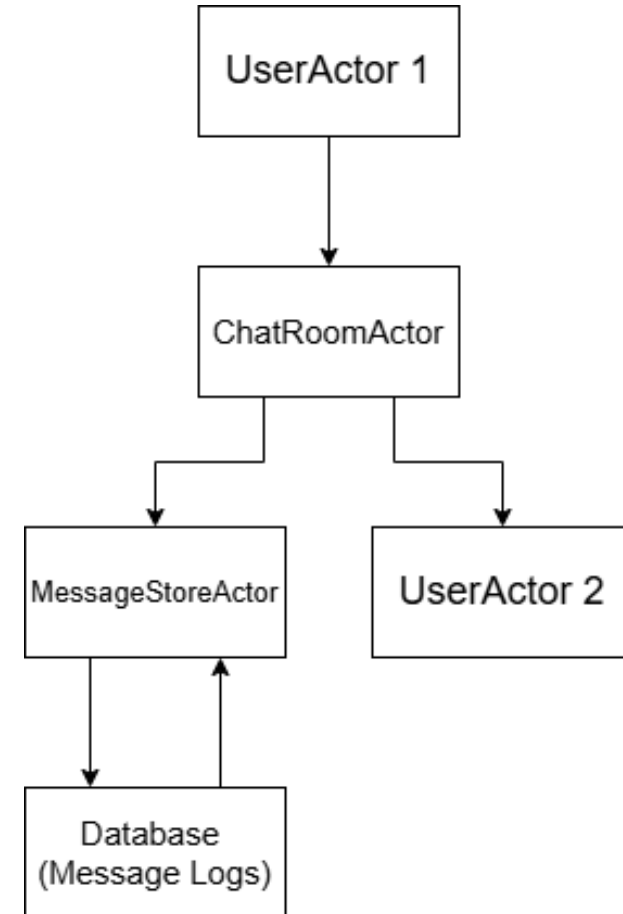 UserActor 1
ChatRoomActor
MessageStoreActor
UserActor 2
Database
(Message Logs)